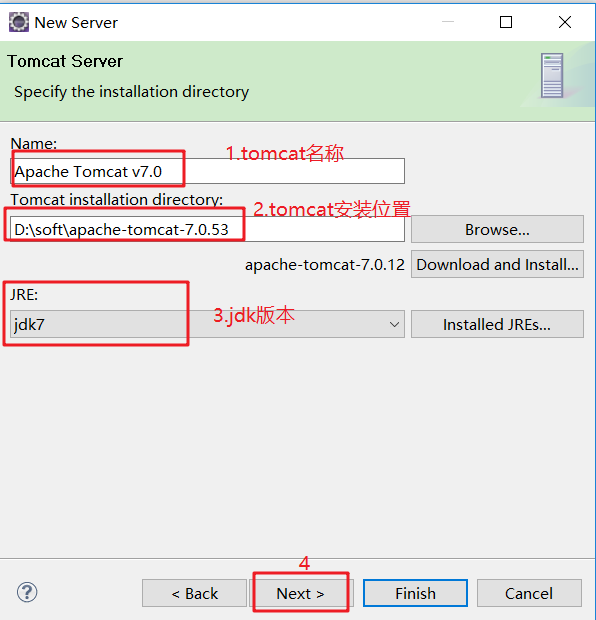 New Server
Tomcat Server
Specify the installation directory
Name:
1.tomcat名称
Apache Tomcat v7.0
Tomcat installation directory:
2.tomcat安装位置
D:\soft\apache-tomcat-7.0.53
Browse...
apache-tomcat-7.0.12
Download and Install...
JRE:
3.jdk版本
jdk7
Installed JREs...
4
?
< Back
Next >
Finish
Cancel